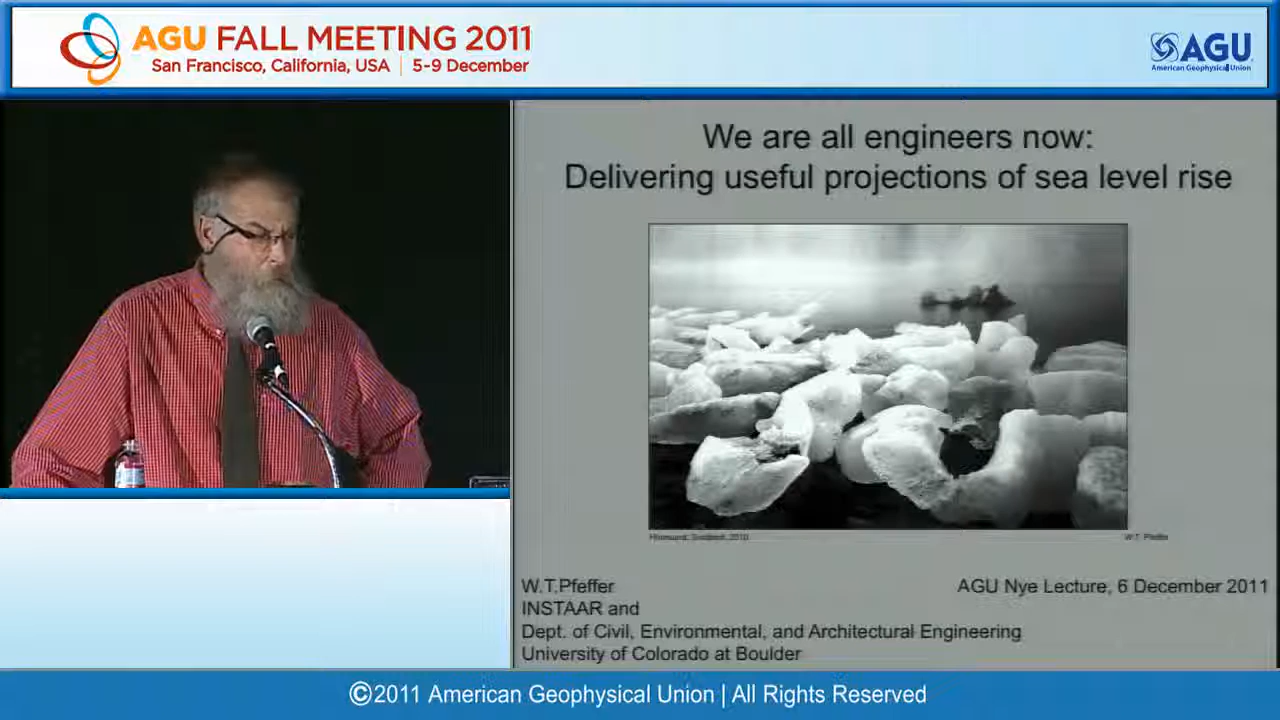 AGU FALL MEETING 2011
San Francisco, California, USA | 5-9 December
AGU
American Geophysical Union
We are all engineers now:
Delivering useful projections of sea level rise
2010
W.T. Pfeffer
W.T.Pfeffer
AGU Nye Lecture, 6 December 2011
INSTAAR and
Dept. of Civil, Environmental, and Architectural Engineering
University of Colorado at Boulder
©2011 American Geophysical Union | All Rights Reserved